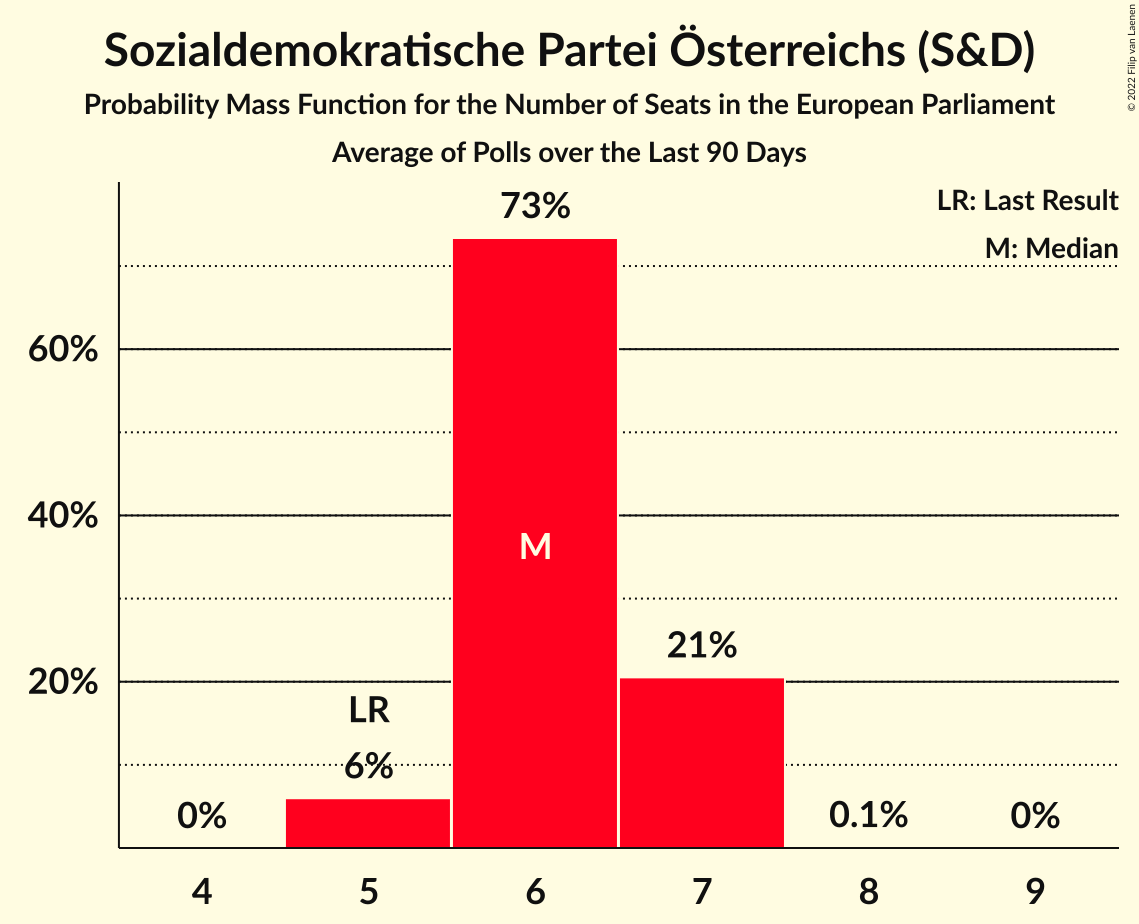 Sozialdemokratische Partei Österreichs (S&D)
Probability Mass Function for the Number of Seats in the European Parliament
Average of Polls over the Last 90 Days
© 2022 Filip van Laenen
LR: Last Result
M: Median
73%
60%
40%
M
21%
20%
LR
6%
0%
0.1%
0%
4 5 6 7 8 9